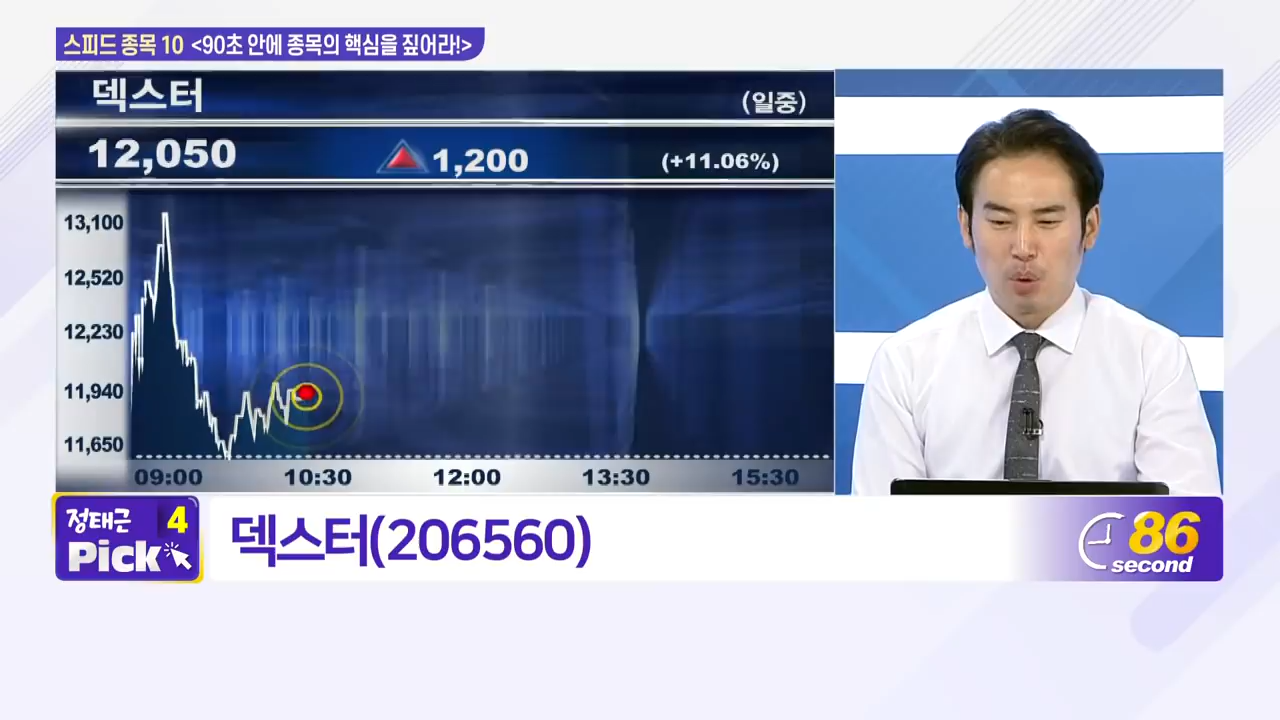 스피드 종목 10 <90초 안에 종목의 핵심을 짚어라!>
덱스터
(일중)
12,050 1,200 (+11.06%)
13,100
12,520
12,230
11,940
11,650
09:00 10:30 12:00 13:30 15:30
정태근 4
Pick
덱스터(206560)
86
second